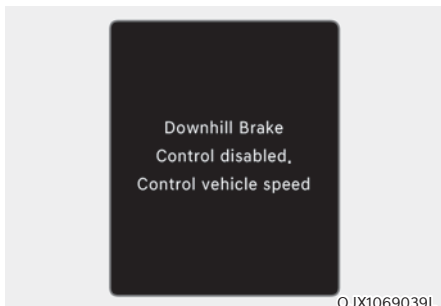 Downhill Brake
Control disabled.
Control vehicle speed
OJX1069039L